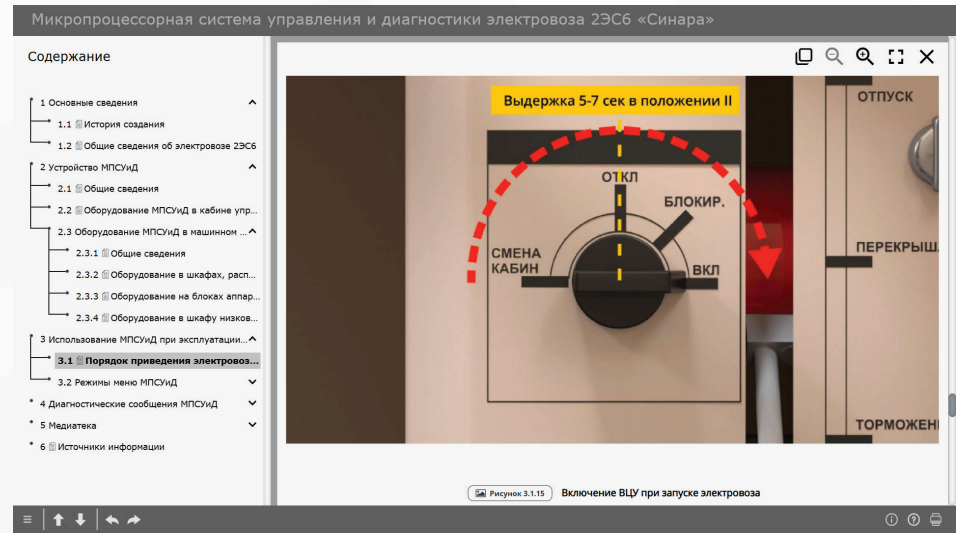 Микропроцессорная система управления и диагностики электровоза 2ЭС6 «Синара»
Содержание
1 Основные сведения
1.1 История создания
1.2 Общие сведения об электровозе 2ЭС6
2 Устройство МПСУиД
2.1 Общие сведения
2.2 Оборудование МПСУиД в кабине упр...
2.3 Оборудование МПСУиД в машинном ...
2.3.1 Общие сведения
2.3.2 Оборудование в шкафах, расп...
2.3.3 Оборудование на блоках аппар...
2.3.4 Оборудование в шкафу низков...
3 Использование МПСУиД при эксплуатации...
3.1 Порядок приведения электровоз...
3.2 Режимы меню МПСУиД
4 Диагностические сообщения МПСУиД
5 Медиатека
6 Источники информации
Выдержка 5-7 сек в положении II
ОТКЛ
БЛОКИР.
СМЕНА
КАБИН
ВКЛ
ОТПУСК
ПЕРЕКРЫШ
ТОРМОЖЕН
Рисунок 3.1.15 Включение ВЦУ при запуске электровоза